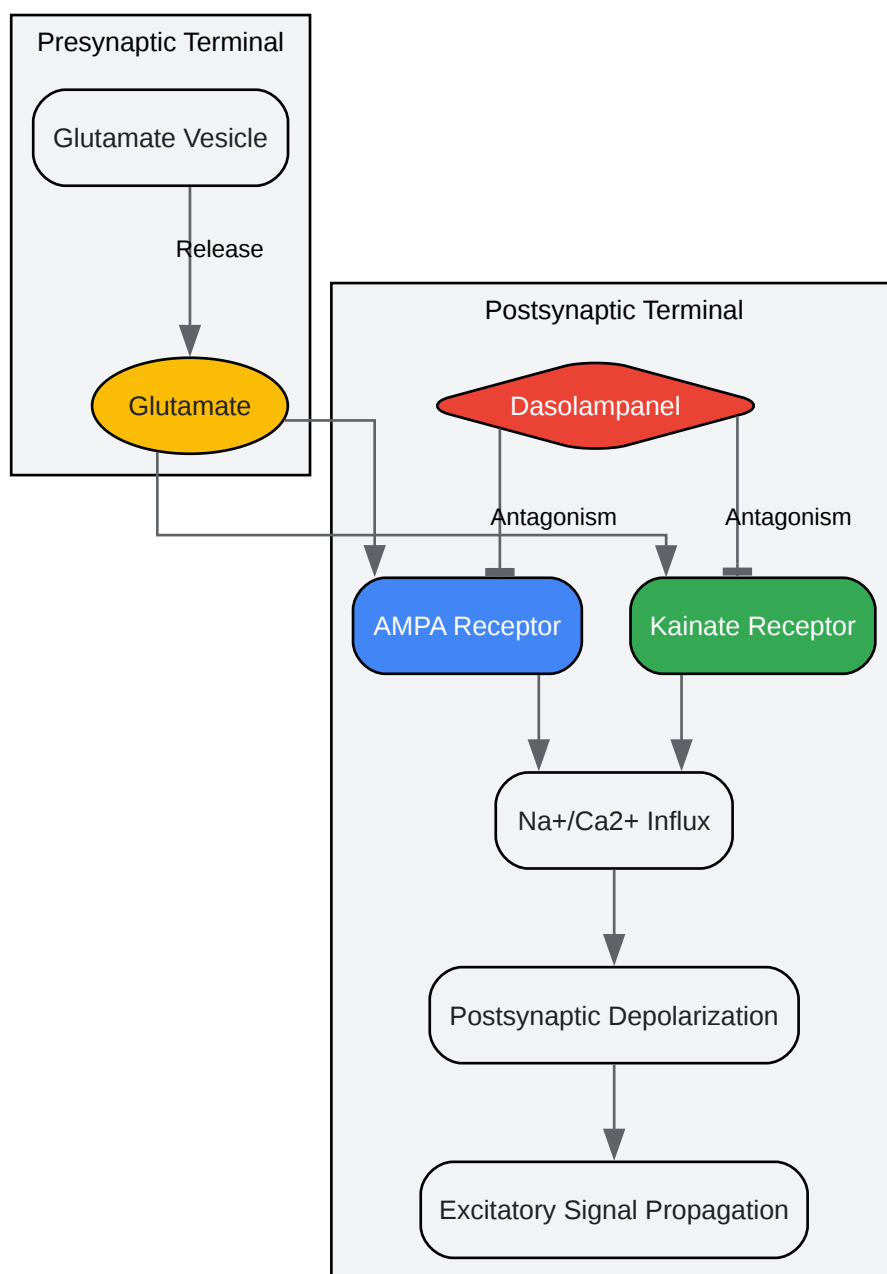 Presynaptic Terminal
Glutamate Vesicle
Release
Postsynaptic Terminal
Glutamate
Dasolampanel
Antagonism
Antagonism
AMPA Receptor
Kainate Receptor
Na+/Ca2+ Influx
Postsynaptic Depolarization
Excitatory Signal Propagation